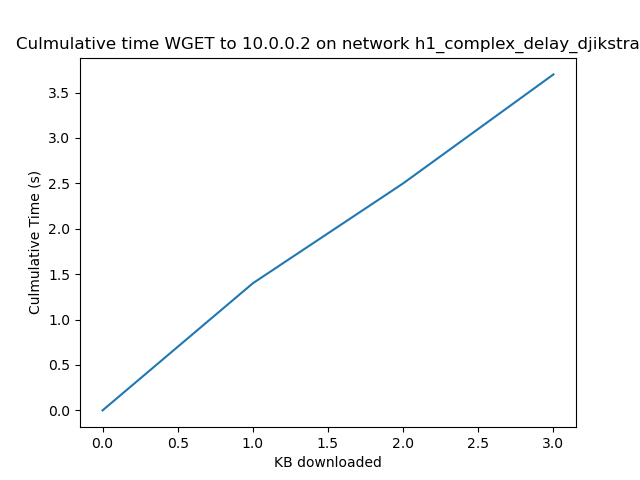 Culmulative time WGET to 10.0.0.2 on network h1_complex_delay_djikstra
3.5
3.0
2.5
2.0
1.5
1.0
0.5
0.0
Culmulative Time (s)
0.0 0.5 1.0 1.5 2.0 2.5 3.0
KB downloaded